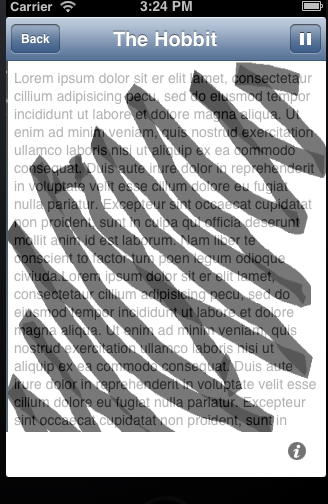 Carrier 3:24 PM
Back The Hobbit
Lorem ipsum dolor sit er elit lamet, consectetaur
cillium adipisicing pecu, sed do eiusmod tempor
incididunt ut labore et dolore magna aliqua. Ut
enim ad minim veniam, quis nostrud exercitation
ullamco laboris nisi ut aliquip ex ea commodo
consequat. Duis aute irure dolor in reprehenderit
in voluptate velit esse cillum dolore eu fugiat
nulla pariatur. Excepteur sint occaecat cupidatat
non proident, sunt in culpa qui officia deserunt
mollit anim id est laborum. Nam liber te
conscient to factor tum poen legum odioque
civiuda.Lorem ipsum dolor sit er elit lamet,
consectetaur cillium adipisicing pecu, sed do
eiusmod tempor incididunt ut labore et dolore
magna aliqua. Ut enim ad minim veniam, quis
nostrud exercitation ullamco laboris nisi ut
aliquip ex ea commodo consequat. Duis aute
irure dolor in reprehenderit in voluptate velit esse
cillum dolore eu fugiat nulla pariatur. Excepteur
sint occaecat cupidatat non proident, sunt in